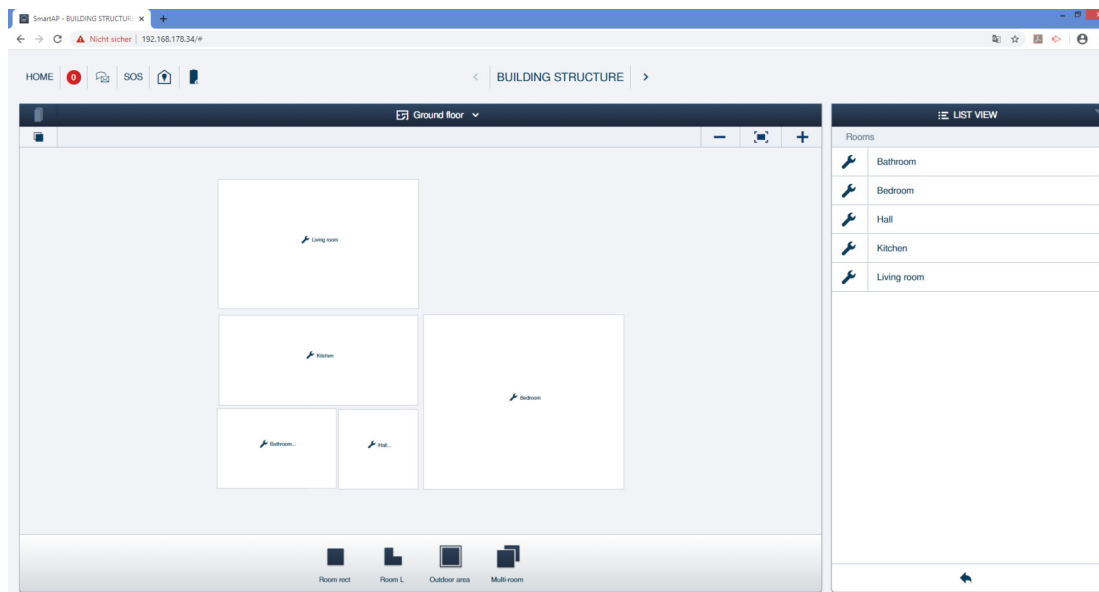 SmartAP - BUILDING STRUCTUR
Nicht sicher | 192.168.178.34/#
HOME 0 SOS
BUILDING STRUCTURE
Ground floor
LIST VIEW
Rooms
Bathroom
Bedroom
Hall
Kitchen
Living room
Living room
Kitchen
Bedroom
Bathroom...
Hall...
Room rect
Room L
Outdoor area
Multi-room